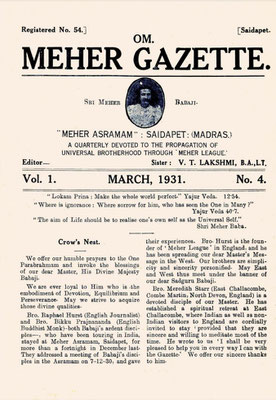 Registered No. 54.] [Saidapet.
OM.
MEHER GAZETTE.
SRI MEHER BABAJI.
"MEHER ASRAMAM": SAIDAPET: (MADRAS.)
A QUARTERLY DEVOTED TO THE PROPAGATION OF
UNIVERSAL BROTHERHOOD THROUGH 'MEHER LEAGUE.'
Editor— Sister: V. T. LAKSHMI, B.A., LT.
Vol. 1. MARCH, 1931. No. 4.
"Lokam Prina: Make the whole world perfect—" Yajur Veda. 12-54.
"Where is ignorance: Where sorrow for him, who has seen the One in Many?"
Yajur Veda 40-7.
"The aim of Life should be to realise one's own self as the Universal Self."
Shri Meher Baba.
Crow's Nest.
We offer our humble prayers to the One
Parabrahmam and invoke the blessings
of our dear Master, His Divine Majesty
Babaji.
We are ever loyal to Him who is the
embodiment of Devotion, Equilibrium and
Perseverance. May we strive to acquire
those divine qualities.
Bro. Raphael Hurst (English Journalist)
and Bro. Bikku Prajnananda (English
Buddhist Monk)—both Babaji's ardent disci-
ples—, who have been touring in India,
stayed at Meher Asramam, Saidapet, for
more than a fortnight in December last.
They addressed a meeting of Babaji's disci-
ples in the Asramam on 7-12-30, and gave
their experiences. Bro. Hurst is the foun-
der of 'Meher League' in England, and he
has been spreading our dear Master's Mes-
sage in the West. Our brothers are simpli-
city and sincerity personified. May East
and West thus meet under the banner of
our dear Sadguru Babaji.
Bro. Meredith Starr (East Challacombe,
Combe Martin, North Devon, England) is a
devoted disciple of our Master. He has
established a spiritual retreat at East
Challacombe, where Indian as well as non-
Indian visitors to England are cordially
invited to stay 'provided that they are
sincere and willing to meditate most of the
time. He wrote to us "I shall be very
pleased to help you in every way I can with
the Gazette" We offer our sincere thanks
to him.